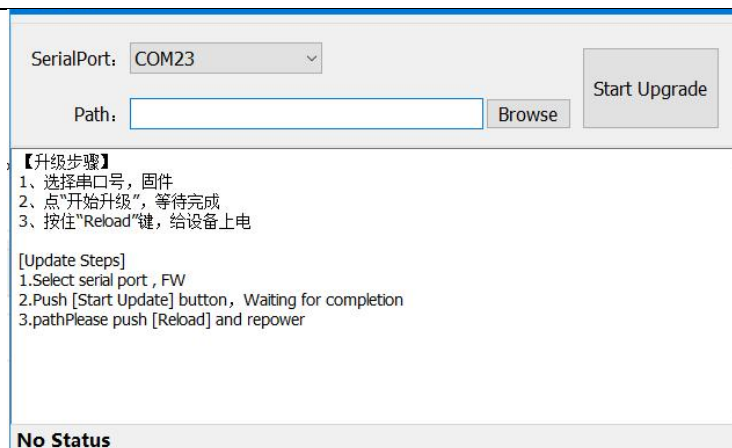 SerialPort: COM23
Start Upgrade
Path: Browse
【升级步骤】
1、选择串口号，固件
2、点“开始升级”，等待完成
3、按住“Reload”键，给设备上电
[Update Steps]
1.Select serial port , FW
2.Push [Start Update] button，Waiting for completion
3.pathPlease push [Reload] and repower
No Status